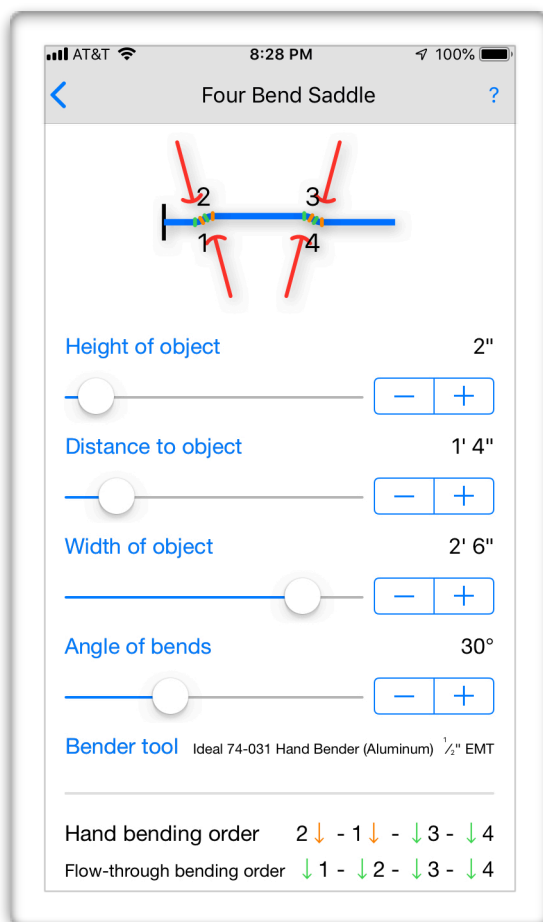 AT&T 8:28 PM 100%
Four Bend Saddle ?
2 3
1 4
Height of object 2"
− +
Distance to object 1' 4"
− +
Width of object 2' 6"
− +
Angle of bends 30°
− +
Bender tool Ideal 74-031 Hand Bender (Aluminum) ½" EMT
Hand bending order 2↓ - 1↓ - ↓3 - ↓4
Flow-through bending order ↓1 - ↓2 - ↓3 - ↓4